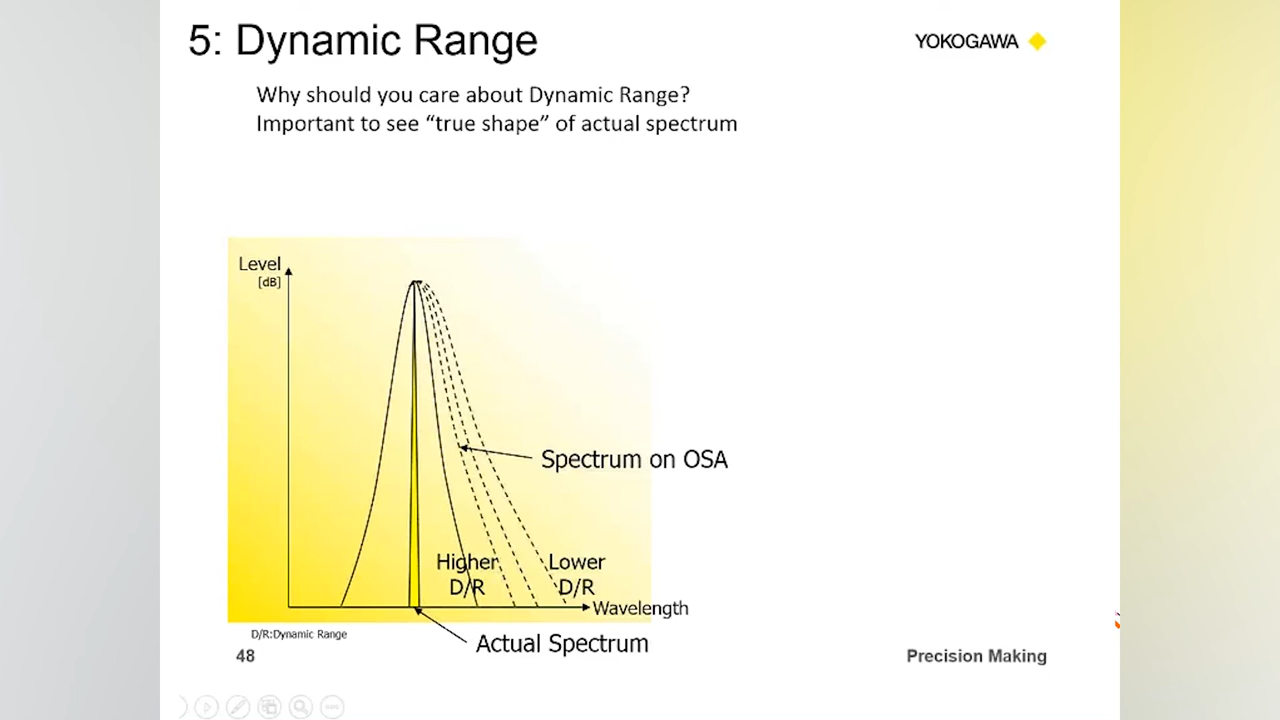 5: Dynamic Range
YOKOGAWA
Why should you care about Dynamic Range?
Important to see “true shape” of actual spectrum
Level
[dB]
Spectrum on OSA
Higher
D/R
Lower
D/R
Wavelength
D/R:Dynamic Range
Actual Spectrum
48
Precision Making